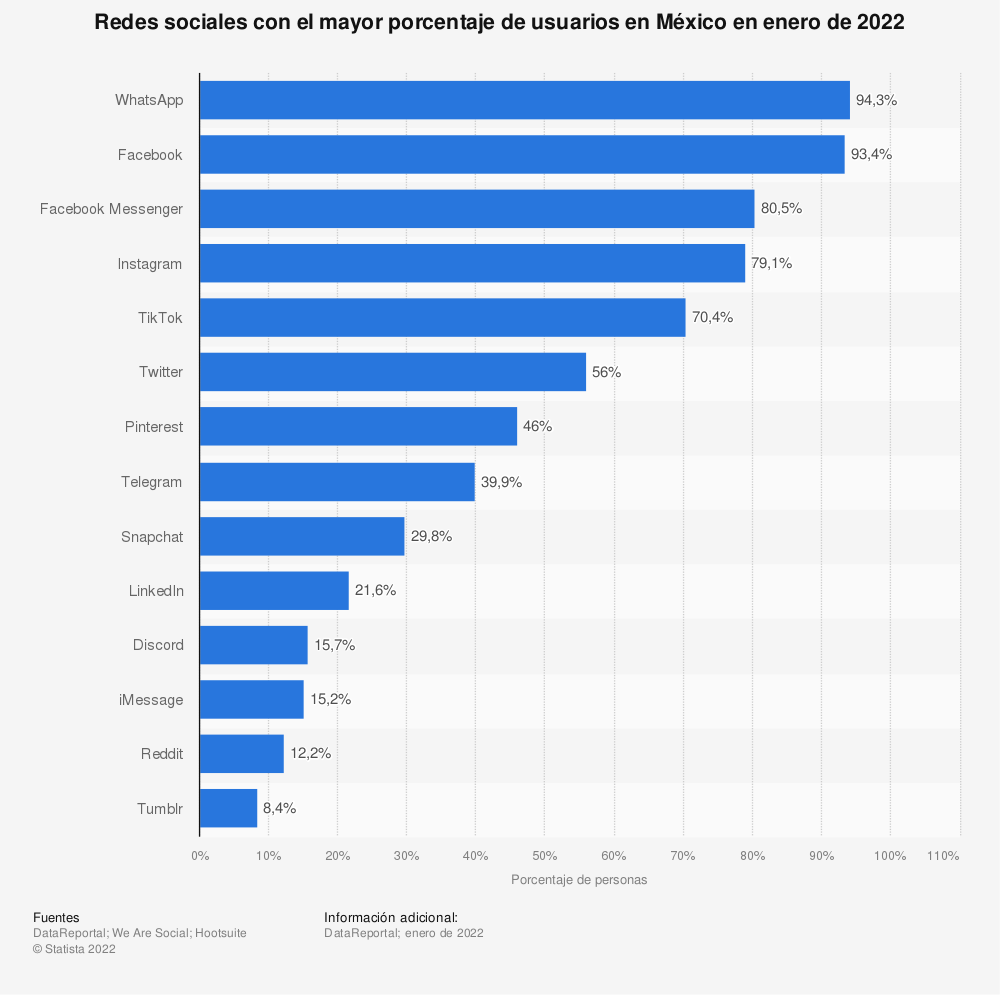 Redes sociales con el mayor porcentaje de usuarios en México en enero de 2022
WhatsApp 94,3%
Facebook 93,4%
Facebook Messenger 80,5%
Instagram 79,1%
TikTok 70,4%
Twitter 56%
Pinterest 46%
Telegram 39,9%
Snapchat 29,8%
LinkedIn 21,6%
Discord 15,7%
iMessage 15,2%
Reddit 12,2%
Tumblr 8,4%
0% 10% 20% 30% 40% 50% 60% 70% 80% 90% 100% 110%
Porcentaje de personas
Fuentes
DataReportal; We Are Social; Hootsuite
© Statista 2022
Información adicional:
DataReportal; enero de 2022